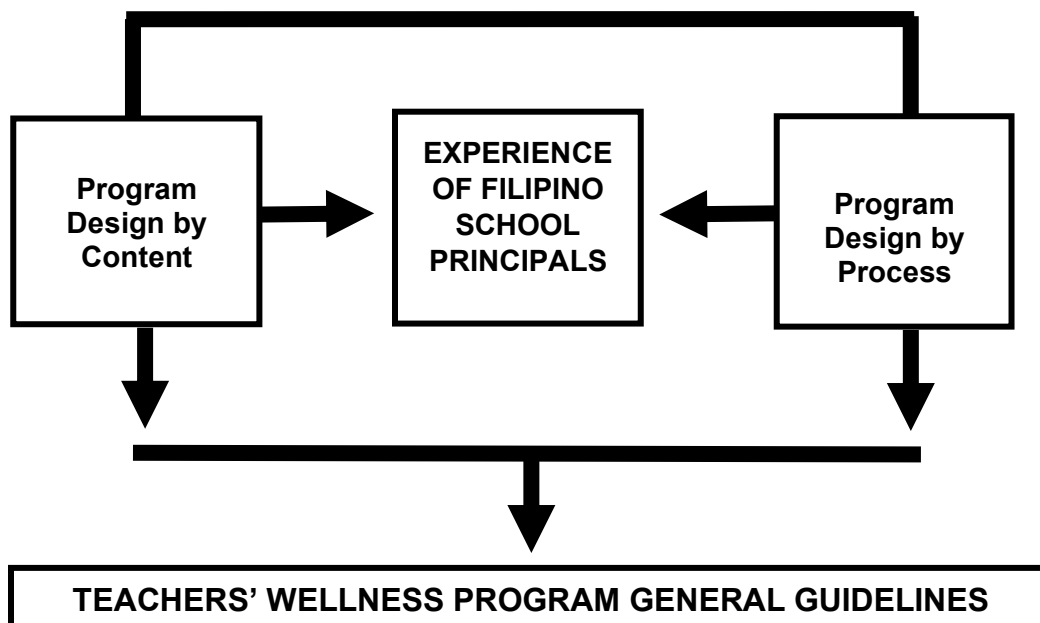 Program
Design by
Content
EXPERIENCE
OF FILIPINO
SCHOOL
PRINCIPALS
Program
Design by
Process
TEACHERS’ WELLNESS PROGRAM GENERAL GUIDELINES